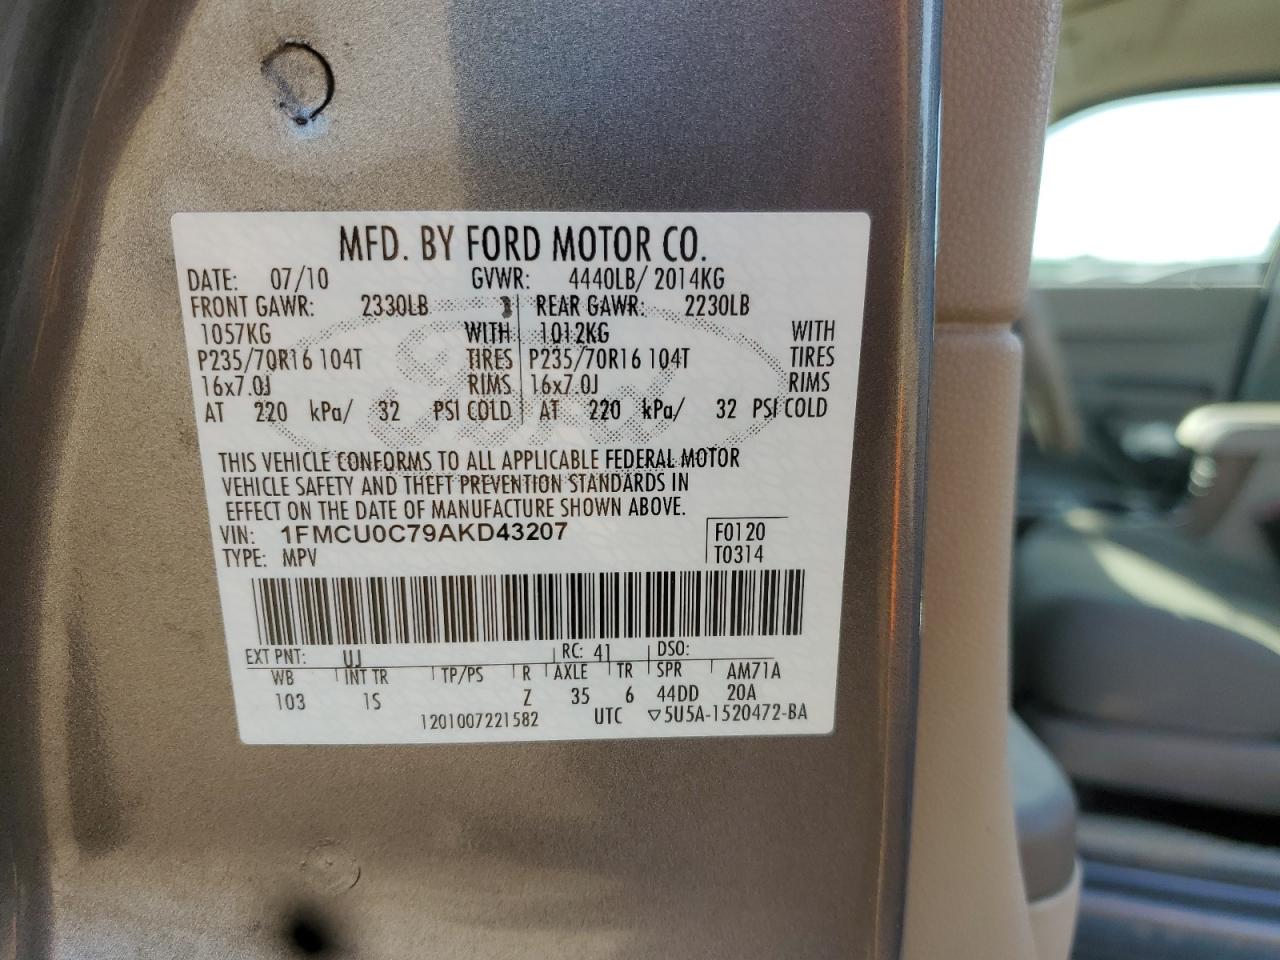 MFD. BY FORD MOTOR CO.
DATE: 07/10 GVWR: 4440LB/ 2014KG
FRONT GAWR: 2330LB REAR GAWR: 2230LB
1057KG WITH 1012KG WITH
P235/70R16 104T TIRES P235/70R16 104T TIRES
16x7.0J RIMS 16x7.0J RIMS
AT 220 kPa/ 32 PSI COLD AT 220 kPa/ 32 PSI COLD
THIS VEHICLE CONFORMS TO ALL APPLICABLE FEDERAL MOTOR
VEHICLE SAFETY AND THEFT PREVENTION STANDARDS IN
EFFECT ON THE DATE OF MANUFACTURE SHOWN ABOVE.
VIN: 1FMCU0C79AKD43207 F0120
TYPE: MPV T0314
EXT PNT: UJ RC: 41 DSO:
WB INT TR TP/PS R AXLE TR SPR AM71A
103 1S Z 35 6 44DD 20A
1201007221582 UTC ▽5U5A-1520472-BA